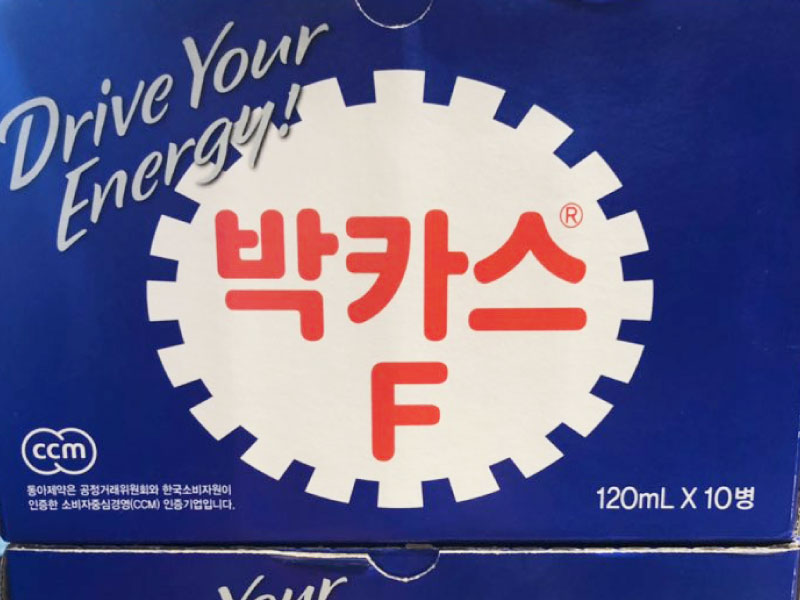 Drive Your
Energy!
박카스®
F
ccm
동아제약은 공정거래위원회와 한국소비자원이
인증한 소비자중심경영(CCM) 인증기업입니다.
120mL X 10병
Your